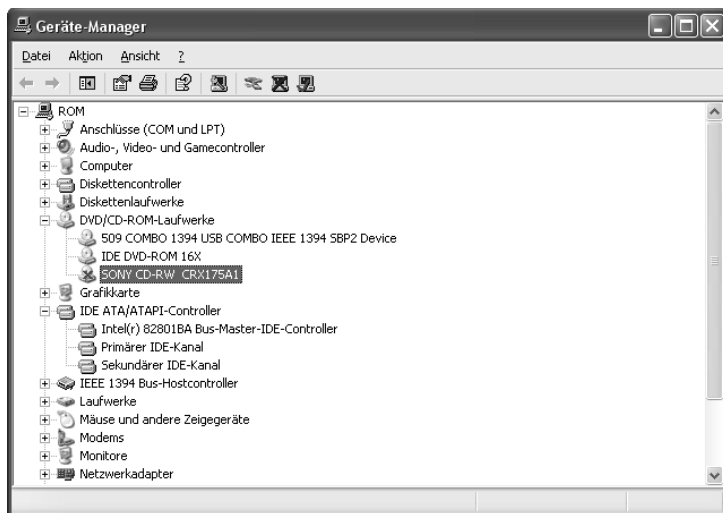 Geräte-Manager
Datei Aktion Ansicht ?
ROM
Anschlüsse (COM und LPT)
Audio-, Video- und Gamecontroller
Computer
Diskettencontroller
Diskettenlaufwerke
DVD/CD-ROM-Laufwerke
509 COMBO 1394 USB COMBO IEEE 1394 SBP2 Device
IDE DVD-ROM 16X
SONY CD-RW CRX175A1
Grafikkarte
IDE ATA/ATAPI-Controller
Intel(r) 82801BA Bus-Master-IDE-Controller
Primärer IDE-Kanal
Sekundärer IDE-Kanal
IEEE 1394 Bus-Hostcontroller
Laufwerke
Mäuse und andere Zeigegeräte
Modems
Monitore
Netzwerkadapter